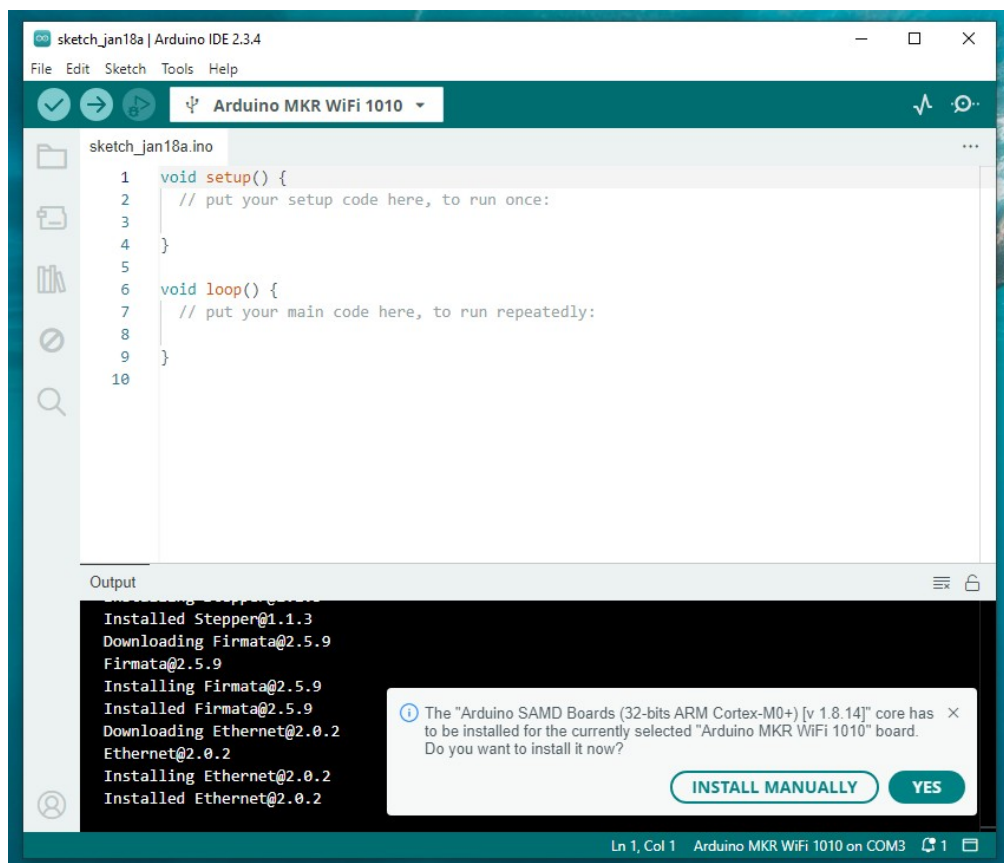 sketch_jan18a | Arduino IDE 2.3.4
File Edit Sketch Tools Help
Arduino MKR WiFi 1010
sketch_jan18a.ino
1 void setup() {
2 // put your setup code here, to run once:
3
4 }
5
6 void loop() {
7 // put your main code here, to run repeatedly:
8
9 }
10
Output
Installed Stepper@1.1.3
Downloading Firmata@2.5.9
Firmata@2.5.9
Installing Firmata@2.5.9
Installed Firmata@2.5.9
Downloading Ethernet@2.0.2
Ethernet@2.0.2
Installing Ethernet@2.0.2
Installed Ethernet@2.0.2
The "Arduino SAMD Boards (32-bits ARM Cortex-M0+) [v 1.8.14]" core has
to be installed for the currently selected "Arduino MKR WiFi 1010" board.
Do you want to install it now?
INSTALL MANUALLY YES
Ln 1, Col 1 Arduino MKR WiFi 1010 on COM3 1